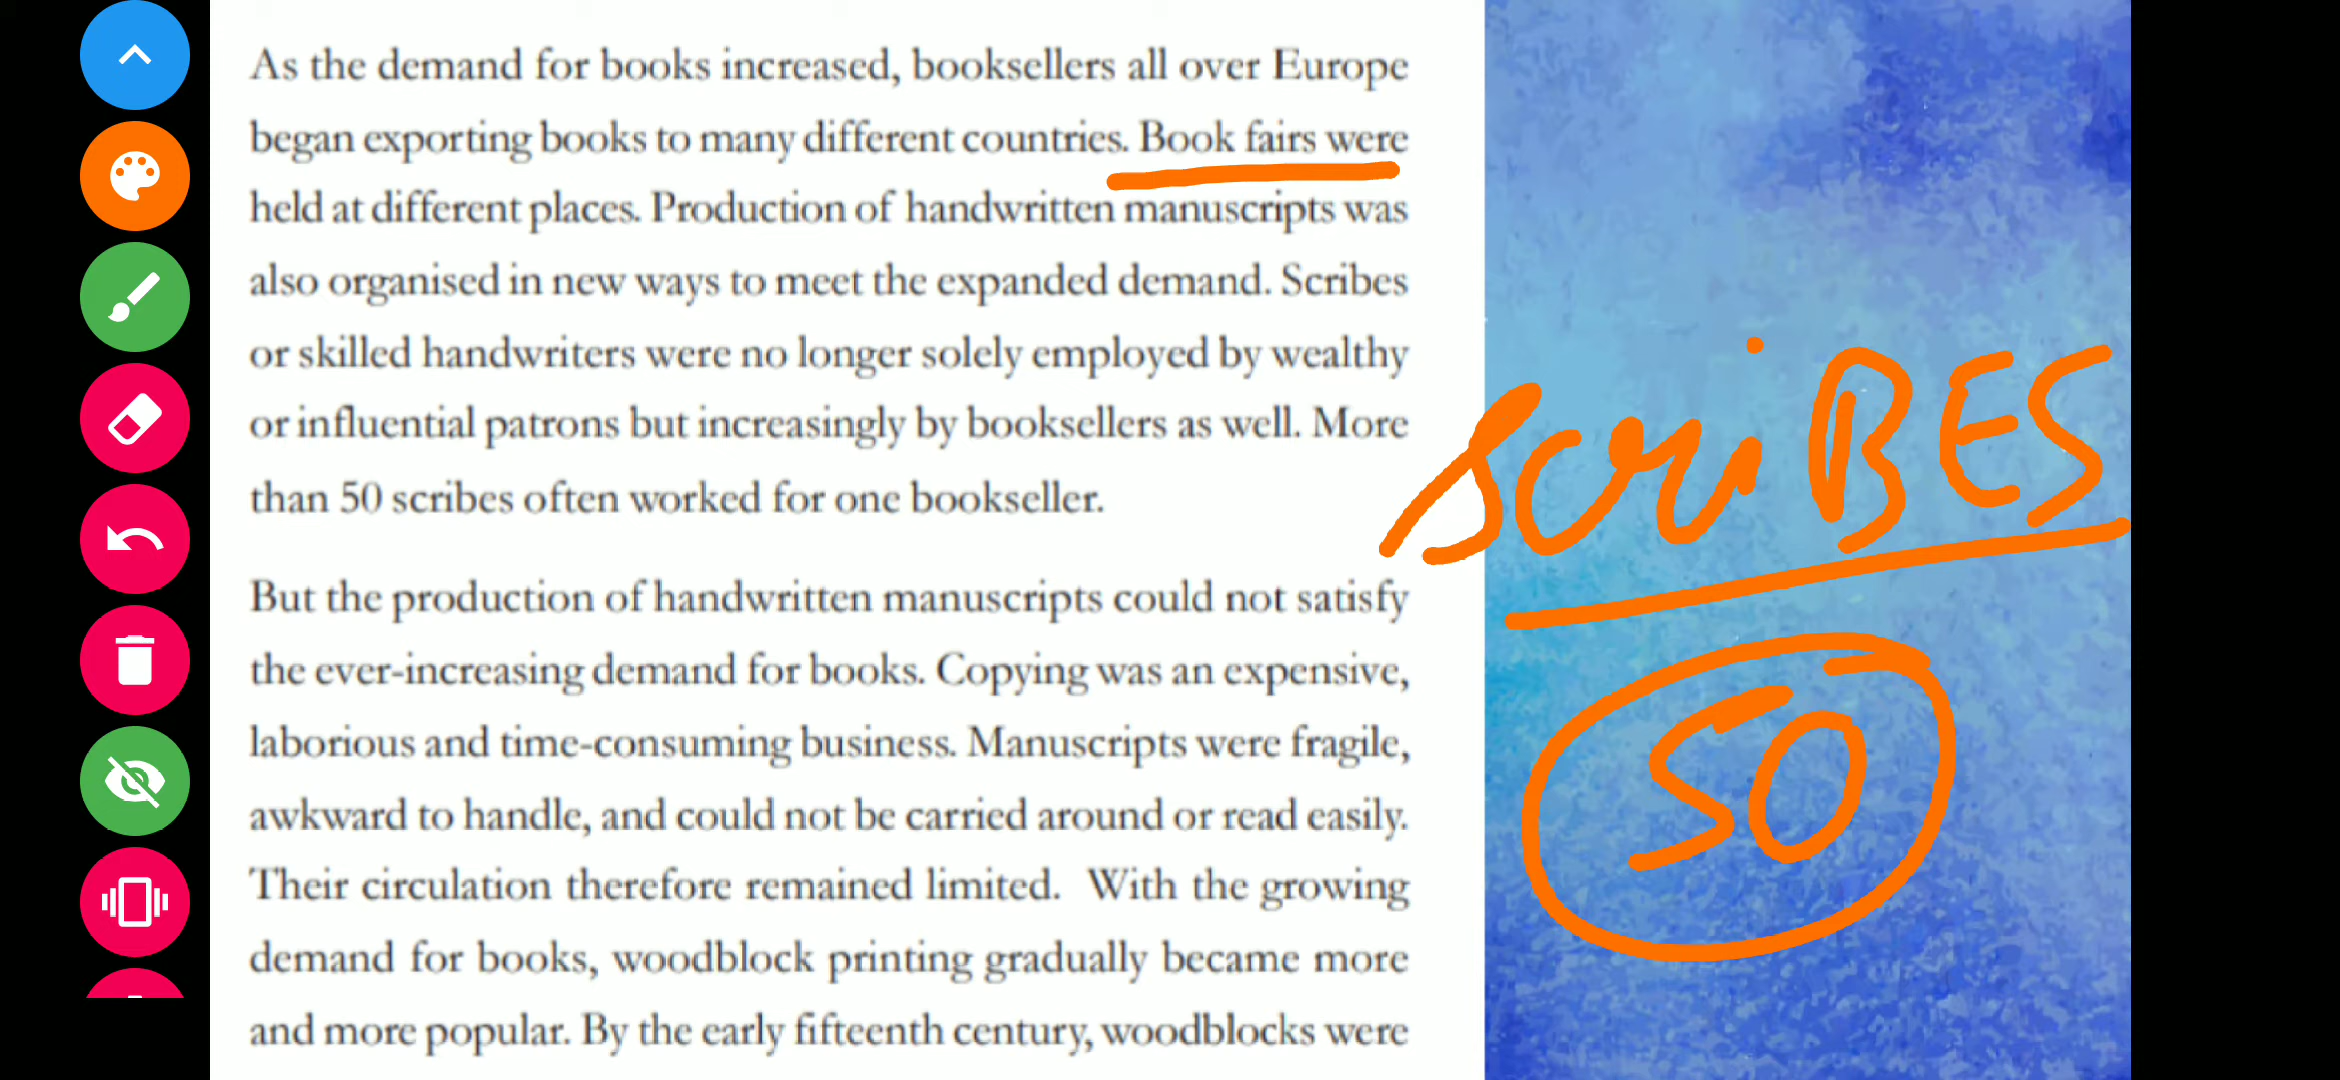 As the demand for books increased, booksellers all over Europe
began exporting books to many different countries. Book fairs were
held at different places. Production of handwritten manuscripts was
also organised in new ways to meet the expanded demand. Scribes
or skilled handwriters were no longer solely employed by wealthy
or influential patrons but increasingly by booksellers as well. More
than 50 scribes often worked for one bookseller.
But the production of handwritten manuscripts could not satisfy
the ever-increasing demand for books. Copying was an expensive,
laborious and time-consuming business. Manuscripts were fragile,
awkward to handle, and could not be carried around or read easily.
Their circulation therefore remained limited. With the growing
demand for books, woodblock printing gradually became more
and more popular. By the early fifteenth century, woodblocks were
scriBES
50